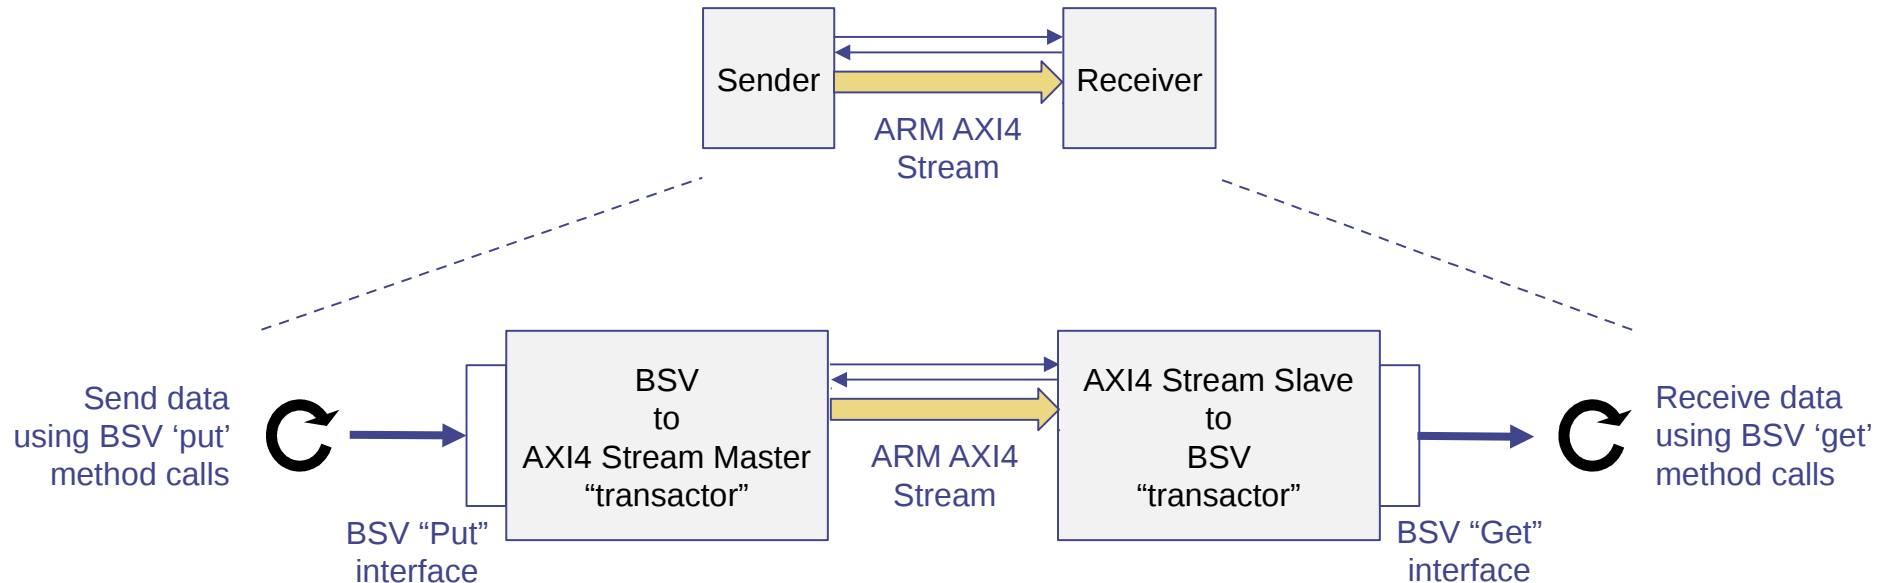 Sender
Receiver
ARM AXI4
Stream
Send data
using BSV ‘put’
method calls
BSV “Put”
interface
BSV
to
AXI4 Stream Master
“transactor”
ARM AXI4
Stream
AXI4 Stream Slave
to
BSV
“transactor”
BSV “Get”
interface
Receive data
using BSV ‘get’
method calls